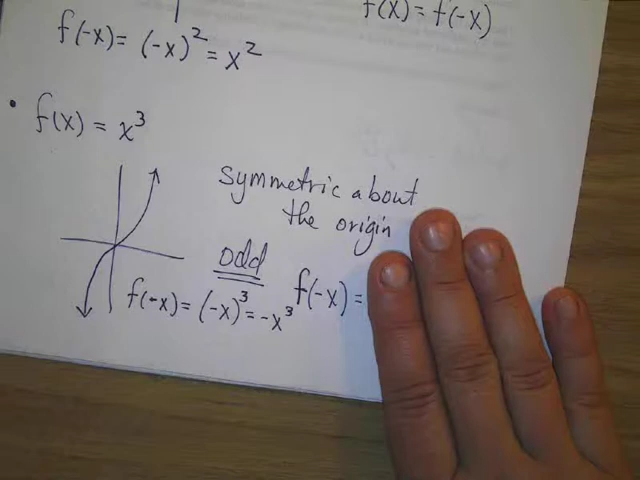 f(x) = f(-x)
f(-x) = (-x)² = x²
• f(x) = x³
Symmetric about
the origin
odd
f(-x) = (-x)³ = -x³
f(-x) =